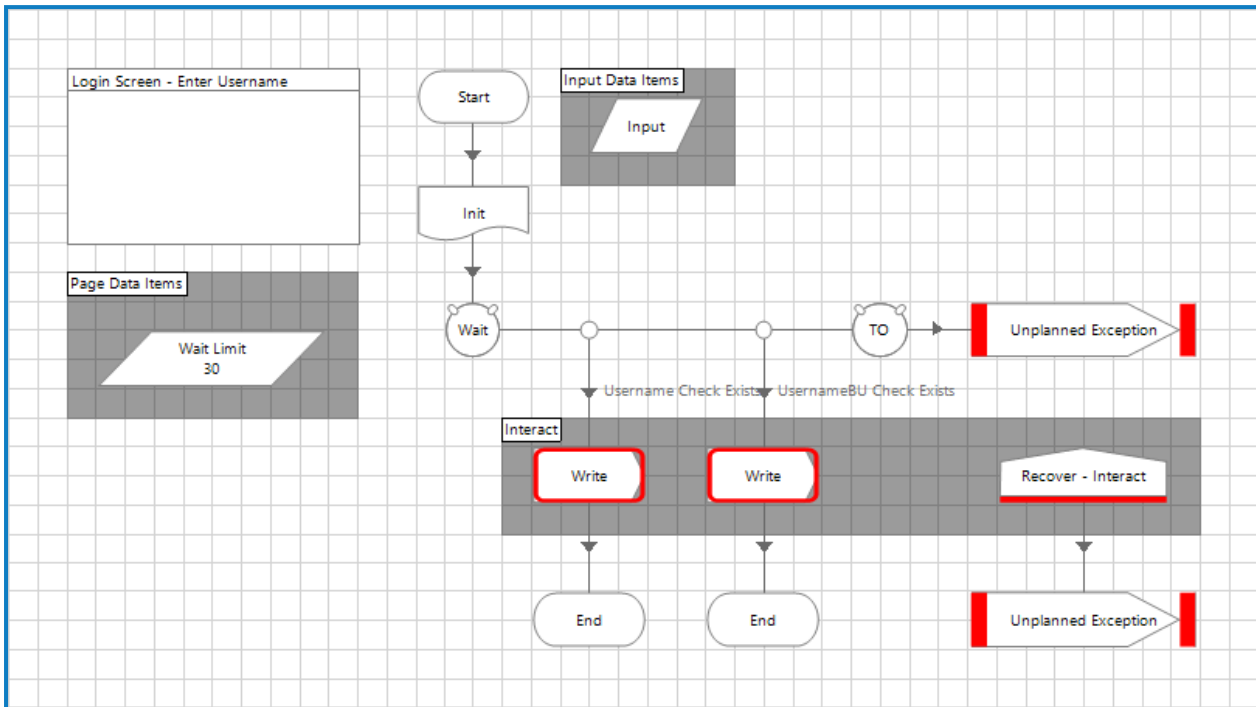 Login Screen - Enter Username
Start
Input Data Items
Input
Init
Page Data Items
Wait Limit
30
Wait
TO
Unplanned Exception
Username Check Exists
UsernameBU Check Exists
Interact
Write
Write
Recover - Interact
End
End
Unplanned Exception